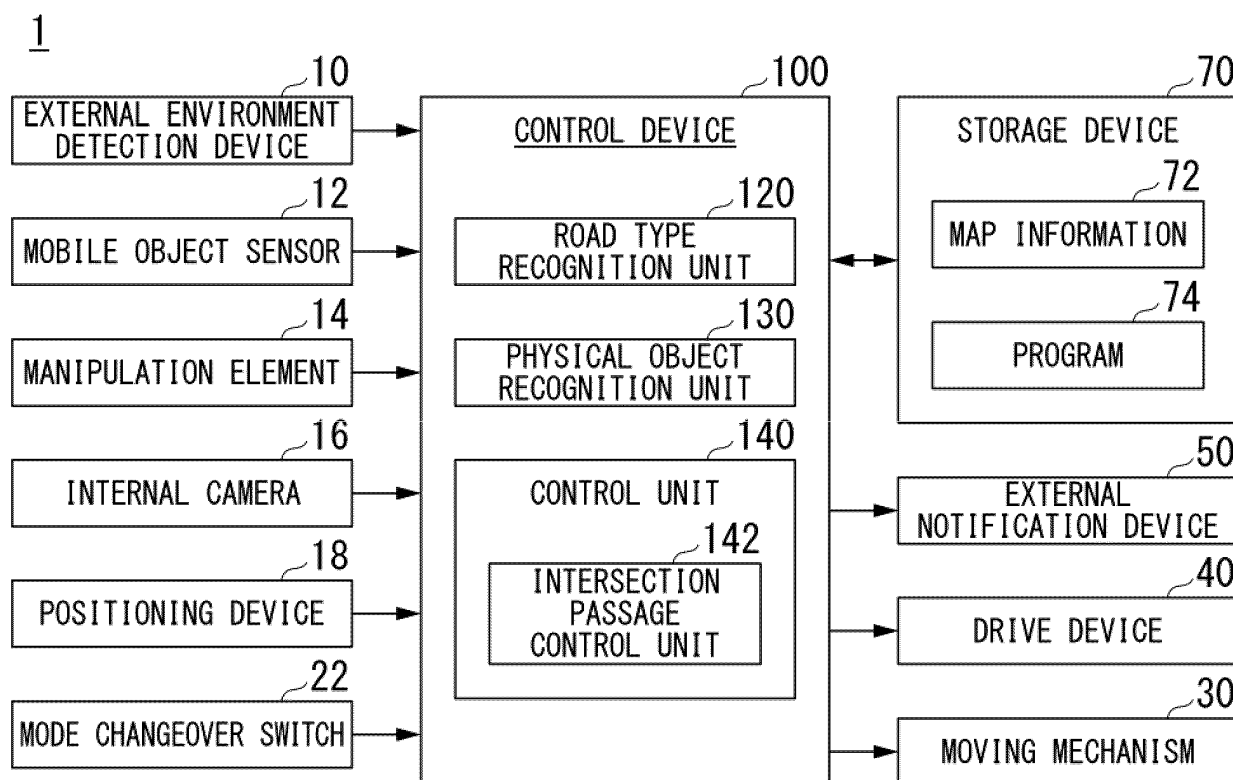 1
10
EXTERNAL ENVIRONMENT
DETECTION DEVICE
12
MOBILE OBJECT SENSOR
14
MANIPULATION ELEMENT
16
INTERNAL CAMERA
18
POSITIONING DEVICE
22
MODE CHANGEOVER SWITCH
100
CONTROL DEVICE
120
ROAD TYPE
RECOGNITION UNIT
130
PHYSICAL OBJECT
RECOGNITION UNIT
140
CONTROL UNIT
142
INTERSECTION
PASSAGE
CONTROL UNIT
70
STORAGE DEVICE
72
MAP INFORMATION
74
PROGRAM
50
EXTERNAL
NOTIFICATION DEVICE
40
DRIVE DEVICE
30
MOVING MECHANISM